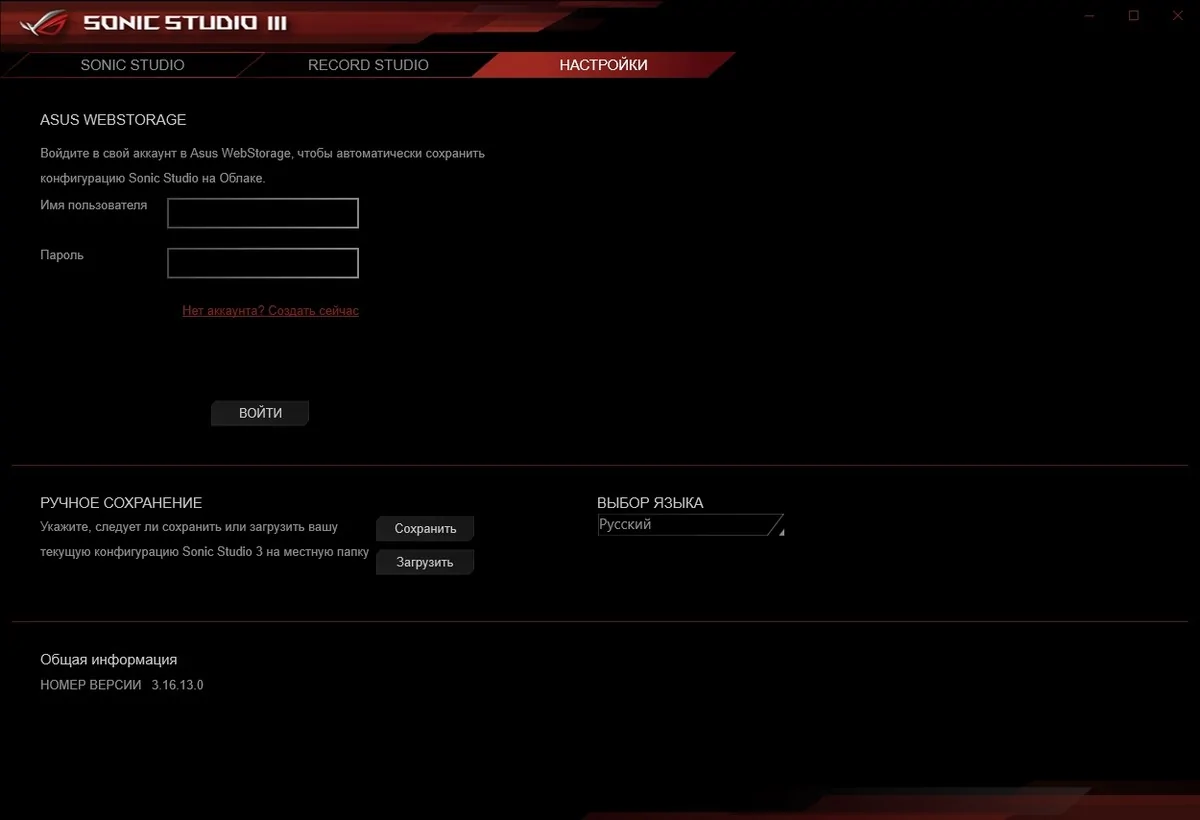 SONIC STUDIO III
SONIC STUDIO
RECORD STUDIO
НАСТРОЙКИ
ASUS WEBSTORAGE
Войдите в свой аккаунт в Asus WebStorage, чтобы автоматически сохранить
конфигурацию Sonic Studio на Облаке.
Имя пользователя
Пароль
Нет аккаунта? Создать сейчас
ВОЙТИ
РУЧНОЕ СОХРАНЕНИЕ
Укажите, следует ли сохранить или загрузить вашу
текущую конфигурацию Sonic Studio 3 на местную папку
Сохранить
Загрузить
ВЫБОР ЯЗЫКА
Русский
Общая информация
НОМЕР ВЕРСИИ 3.16.13.0